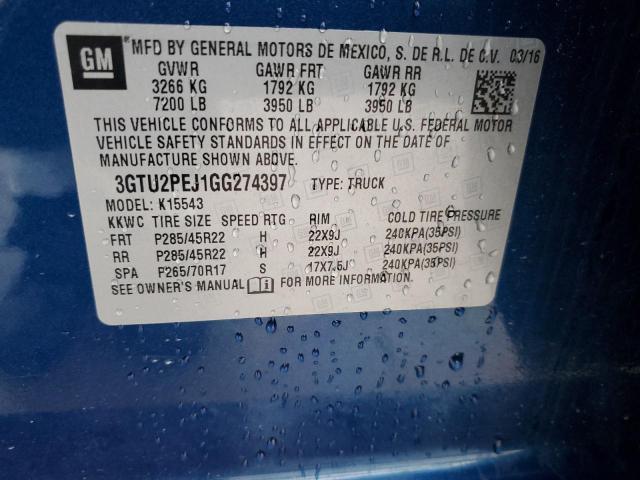 GM MFD BY GENERAL MOTORS DE MEXICO, S. DE R.L. DE C.V. 03/16
GVWR GAWR FRT GAWR RR
3266 KG 1792 KG 1792 KG
7200 LB 3950 LB 3950 LB
THIS VEHICLE CONFORMS TO ALL APPLICABLE U.S. FEDERAL MOTOR
VEHICLE SAFETY STANDARDS IN EFFECT ON THE DATE OF
MANUFACTURE SHOWN ABOVE.
3GTU2PEJ1GG274397 TYPE: TRUCK
MODEL: K15543
KKWC TIRE SIZE SPEED RTG RIM COLD TIRE PRESSURE
FRT P285/45R22 H 22X9J 240KPA(35PSI)
RR P285/45R22 H 22X9J 240KPA(35PSI)
SPA P265/70R17 S 17X7.5J 240KPA(35PSI)
SEE OWNER'S MANUAL FOR MORE INFORMATION.